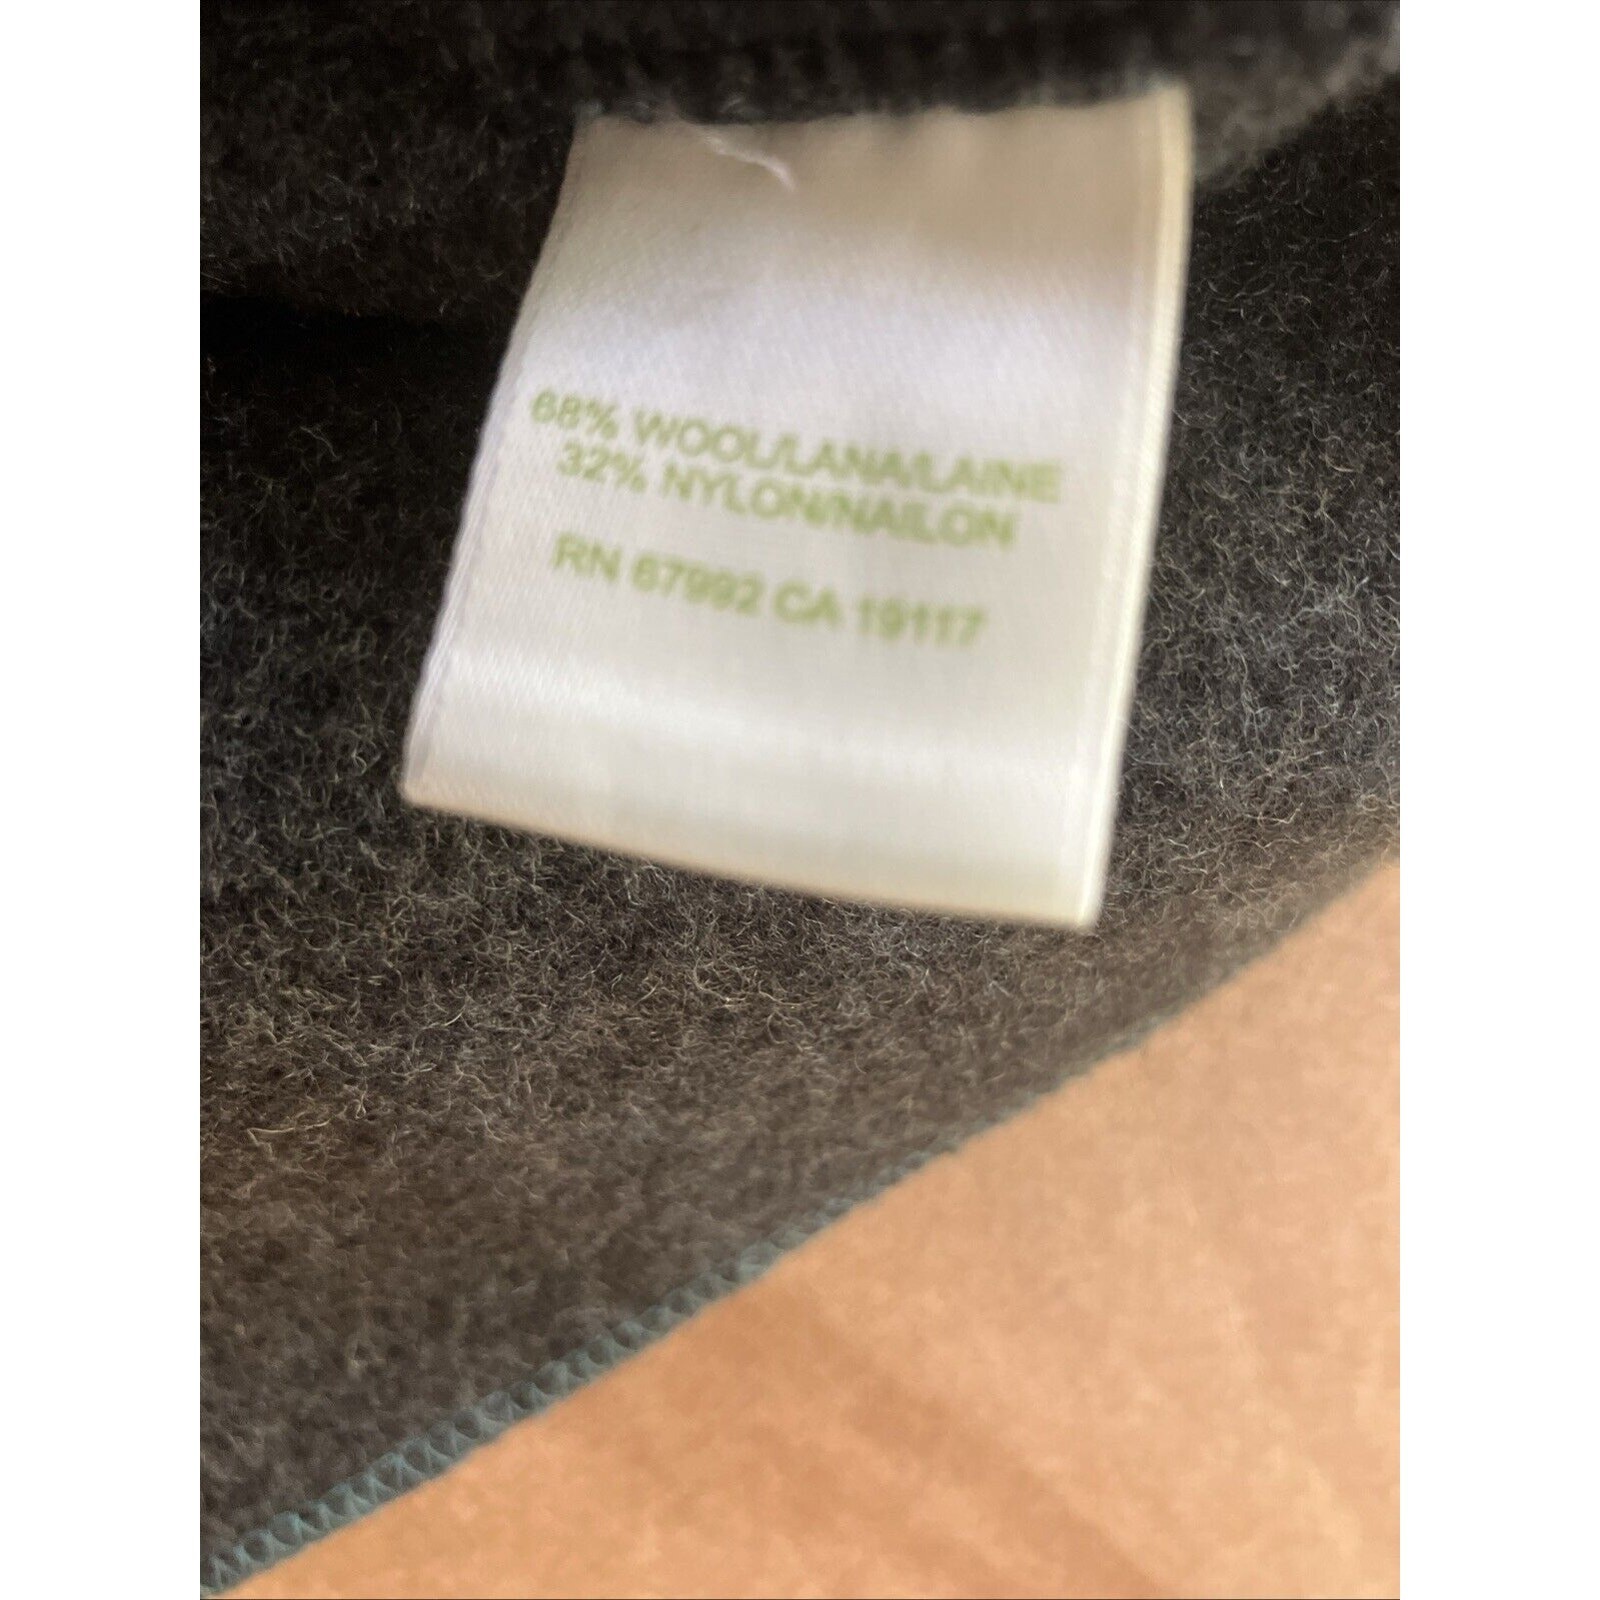 68% WOOL/LANA/LAINE
32% NYLON/NAILON
RN 67992 CA 19117